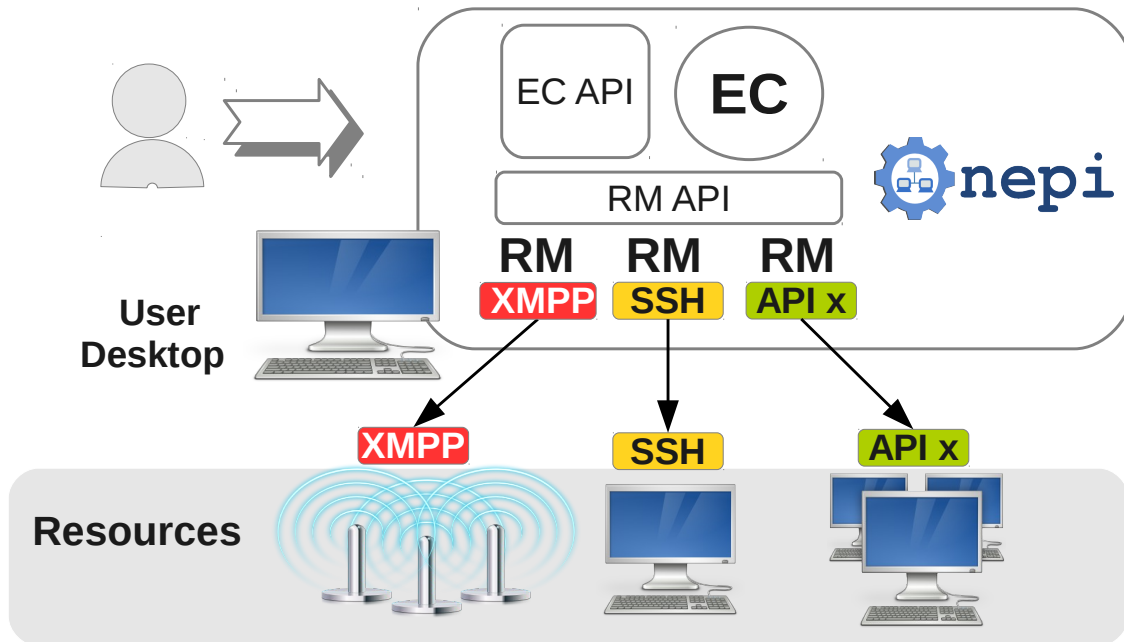 EC API
EC
RM API
nepi
RM
RM
RM
XMPP
SSH
API x
User
Desktop
XMPP
SSH
API x
Resources